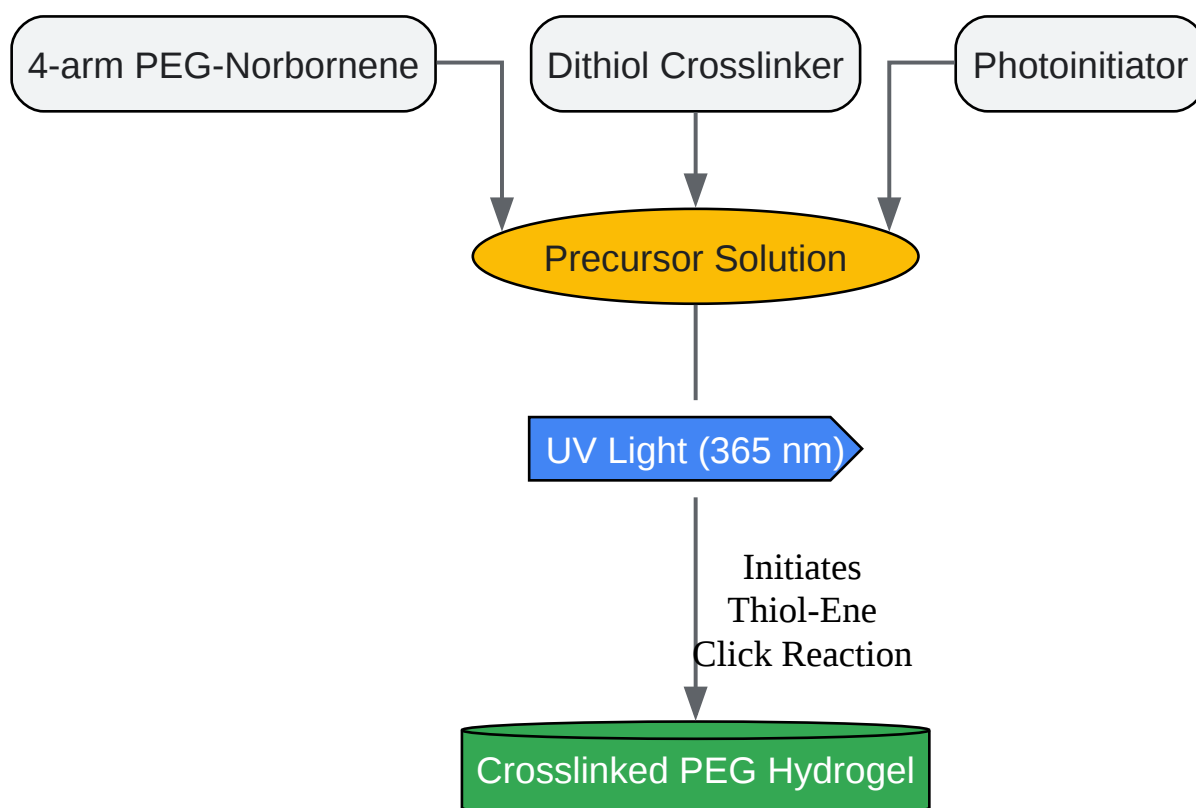 4-arm PEG-Norbornene
Dithiol Crosslinker
Photoinitiator
Precursor Solution
UV Light (365 nm)
Initiates
Thiol-Ene
Click Reaction
Crosslinked PEG Hydrogel